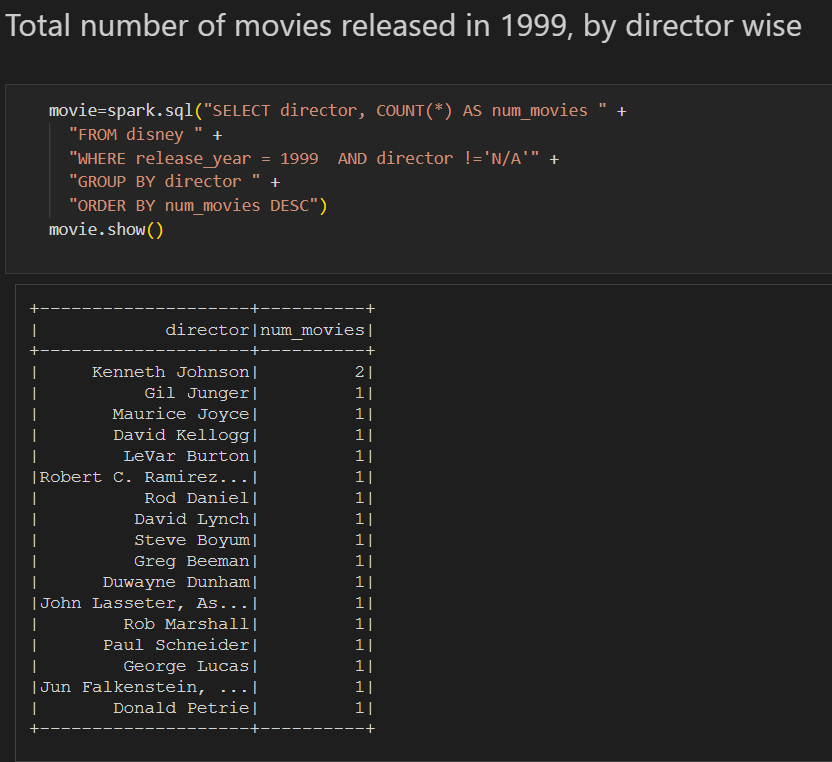 Total number of movies released in 1999, by director wise
movie=spark.sql("SELECT director, COUNT(*) AS num_movies " +
"FROM disney " +
"WHERE release_year = 1999  AND director !='N/A'" +
"GROUP BY director " +
"ORDER BY num_movies DESC")
movie.show()
+--------------------+----------+
|            director|num_movies|
+--------------------+----------+
|     Kenneth Johnson|         2|
|          Gil Junger|         1|
|       Maurice Joyce|         1|
|       David Kellogg|         1|
|        LeVar Burton|         1|
|Robert C. Ramirez...|         1|
|          Rod Daniel|         1|
|         David Lynch|         1|
|         Steve Boyum|         1|
|         Greg Beeman|         1|
|      Duwayne Dunham|         1|
|John Lasseter, As...|         1|
|        Rob Marshall|         1|
|      Paul Schneider|         1|
|        George Lucas|         1|
|Jun Falkenstein, ...|         1|
|       Donald Petrie|         1|
+--------------------+----------+